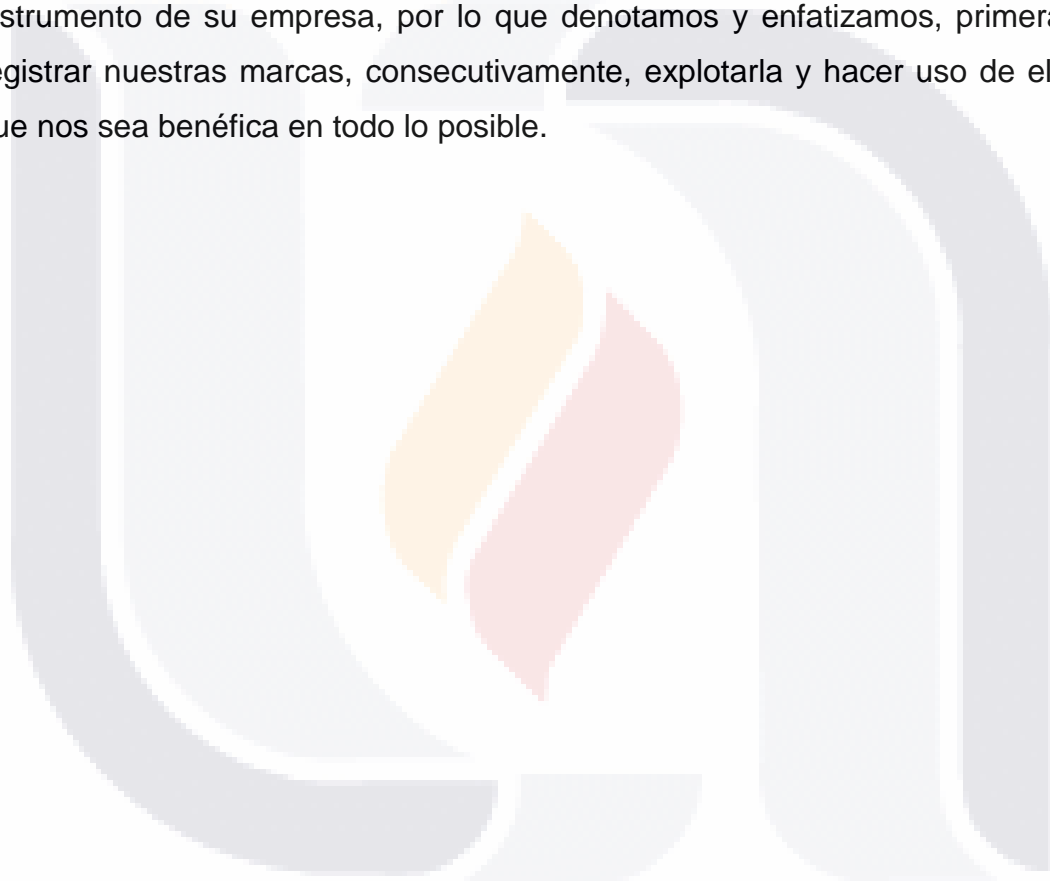 strumento de su empresa, por lo que denotamos y enfatizamos, primera
egistrar nuestras marcas, consecutivamente, explotarla y hacer uso de el
ue nos sea benéfica en todo lo posible.